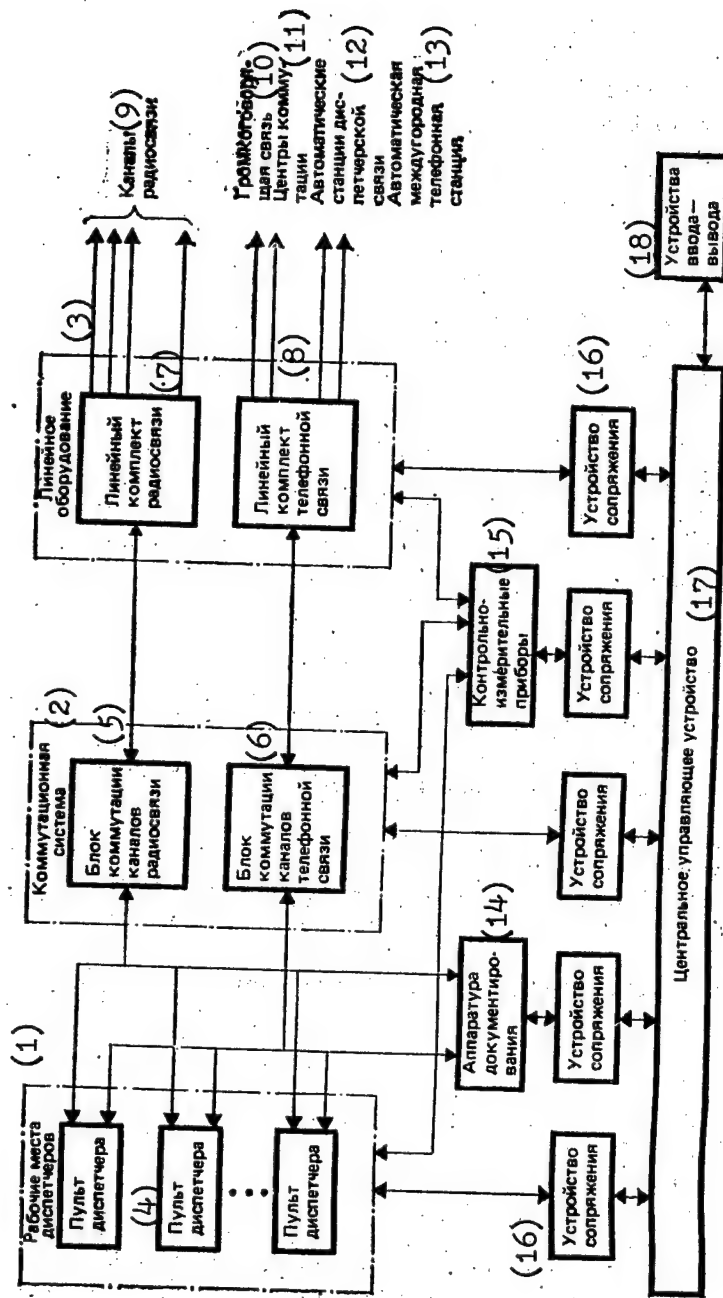 Рабочие места
диспетчеров
(1)
Пульт
диспетчера
(4)
Пульт
диспетчера
Пульт
диспетчера
Коммутационная
система
(2)
Блок
коммутации
каналов
радиосвязи
(5)
Блок
коммутации
каналов
телефонной
связи
(6)
Линейное
оборудование
(3)
Линейный
комплект
радиосвязи
(7)
Линейный
комплект
телефонной
связи
(8)
Каналы (9)
радиосвязи
Громкоговоря-
щая связь (10)
Центры комму- (11)
тации
Автоматические
станции дис- (12)
петчерской
связи
Автоматическая
междугородная
телефонная (13)
станция
Аппаратура
документиро-
вания
(14)
Контрольно-
измерительные
приборы
(15)
(16)
Устройство
сопряжения
Устройство
сопряжения
Устройство
сопряжения
Устройство
сопряжения
Устройство
сопряжения
(16)
Центральное управляющее устройство (17)
(18)
Устройства
ввода—
вывода